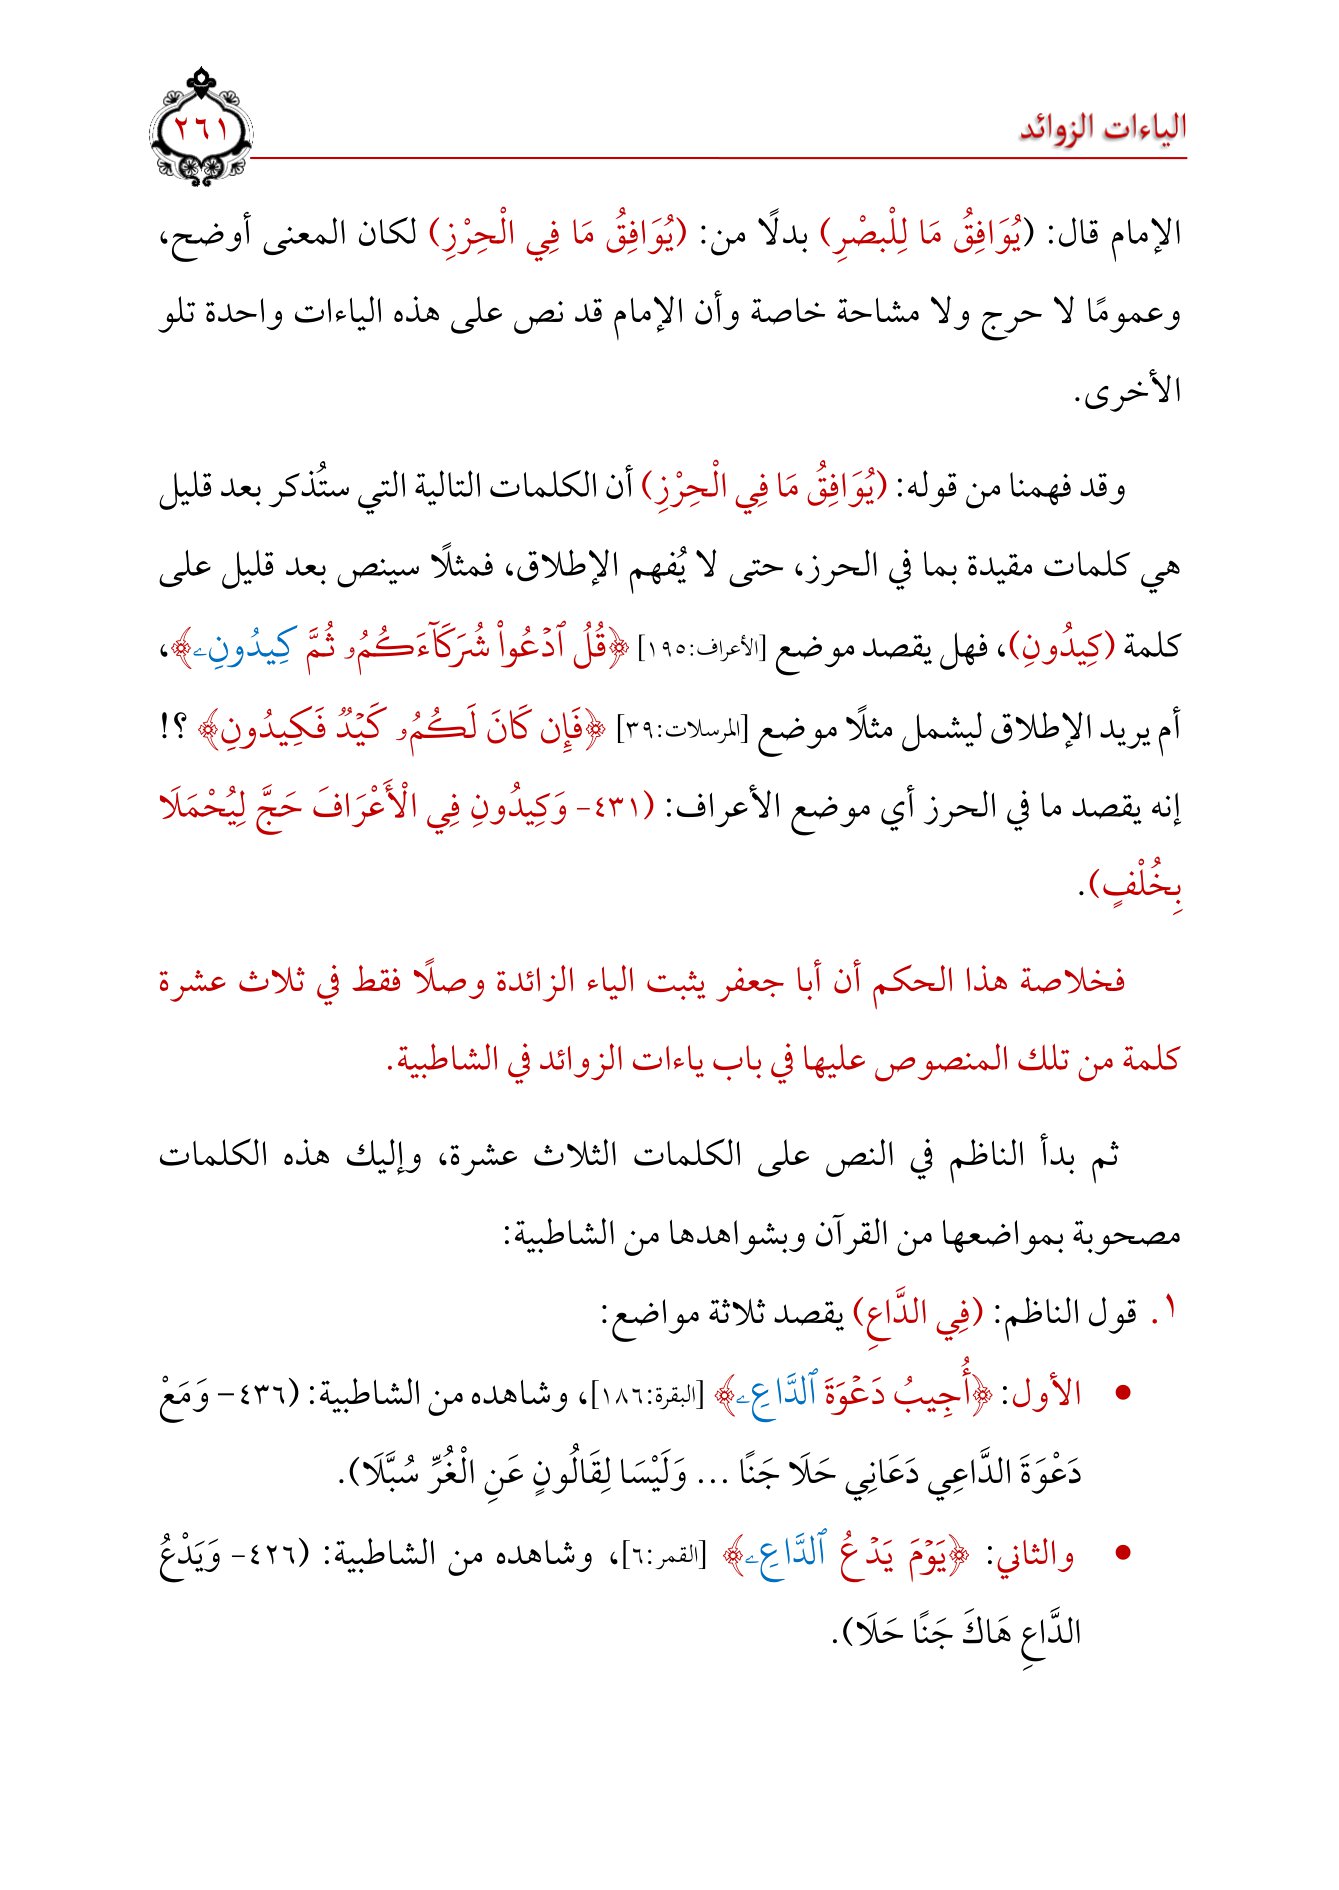 الياءات الزوائد
٢٦١
الإمام قال: (يُوَافِقُ مَا لِلْبصْرِ) بدلًا من: (يُوَافِقُ مَا فِي الْحِرْزِ) لكان المعنى أوضح،
وعمومًا لا حرج ولا مشاحة خاصة وأن الإمام قد نص على هذه الياءات واحدة تلو
الأخرى.
وقد فهمنا من قوله: (يُوَافِقُ مَا فِي الْحِرْزِ) أن الكلمات التالية التي ستُذكر بعد قليل
هي كلمات مقيدة بما في الحرز، حتى لا يُفهم الإطلاق، فمثلًا سينص بعد قليل على
كلمة (كِيدُونِ)، فهل يقصد موضع [الأعراف:١٩٥] ﴿قُلُ ٱدۡعُواْ شُرَكَآءَكُمُۥ ثُمَّ كِيدُونِۦ﴾،
أم يريد الإطلاق ليشمل مثلًا موضع [المرسلات:٣٩] ﴿فَإِن كَانَ لَكُمُۥ كَيۡدٞ فَكِيدُونِ﴾ ؟!
إنه يقصد ما في الحرز أي موضع الأعراف: (٤٣١- وَكِيدُونِ فِي الْأَعْرَافَ حَجَّ لِيُحْمَلَا
بِخُلْفٍ).
فخلاصة هذا الحكم أن أبا جعفر يثبت الياء الزائدة وصلًا فقط في ثلاث عشرة
كلمة من تلك المنصوص عليها في باب ياءات الزوائد في الشاطبية.
ثم بدأ الناظم في النص على الكلمات الثلاث عشرة، وإليك هذه الكلمات
مصحوبة بمواضعها من القرآن وبشواهدها من الشاطبية:
١. قول الناظم: (فِي الدَّاعِ) يقصد ثلاثة مواضع:
• الأول: ﴿أُجِيبُ دَعۡوَةَ ٱلدَّاعِۦ﴾ [البقرة:١٨٦]، وشاهده من الشاطبية: (٤٣٦- وَمَعْ
دَعْوَةَ الدَّاعِي دَعَانِي حَلَا جَنًا ... وَلَيْسَا لِقَالُونٍ عَنِ الْغُرِّ سُبَّلَا).
• والثاني: ﴿يَوۡمَ يَدۡعُ ٱلدَّاعِۦ﴾ [القمر:٦]، وشاهده من الشاطبية: (٤٢٦- وَيَدْعُ
الدَّاعِ هَاكَ جَنًا حَلَا).